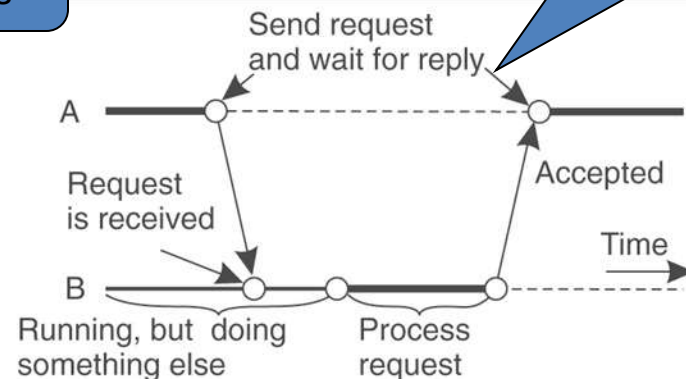 Send request
and wait for reply
A
Accepted
Request
is received
Time
B
Running, but doing
something else
Process
request